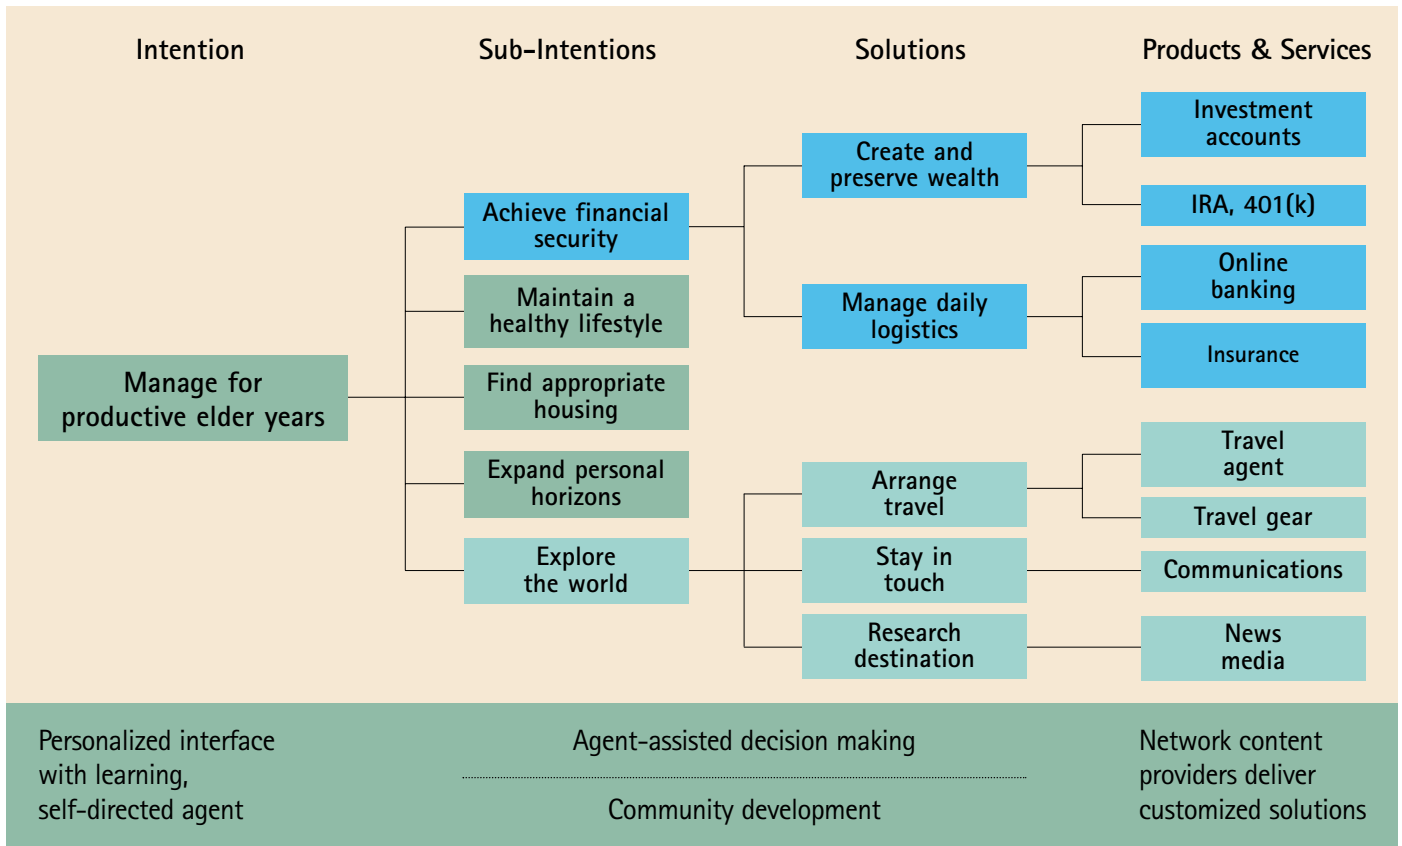 Intention
Sub-Intentions
Solutions
Products & Services
Manage for
productive elder years
Achieve financial
security
Maintain a
healthy lifestyle
Find appropriate
housing
Expand personal
horizons
Explore
the world
Create and
preserve wealth
Manage daily
logistics
Arrange
travel
Stay in
touch
Research
destination
Investment
accounts
IRA, 401(k)
Online
banking
Insurance
Travel
agent
Travel gear
Communications
News
media
Personalized interface
with learning,
self-directed agent
Agent-assisted decision making
Community development
Network content
providers deliver
customized solutions